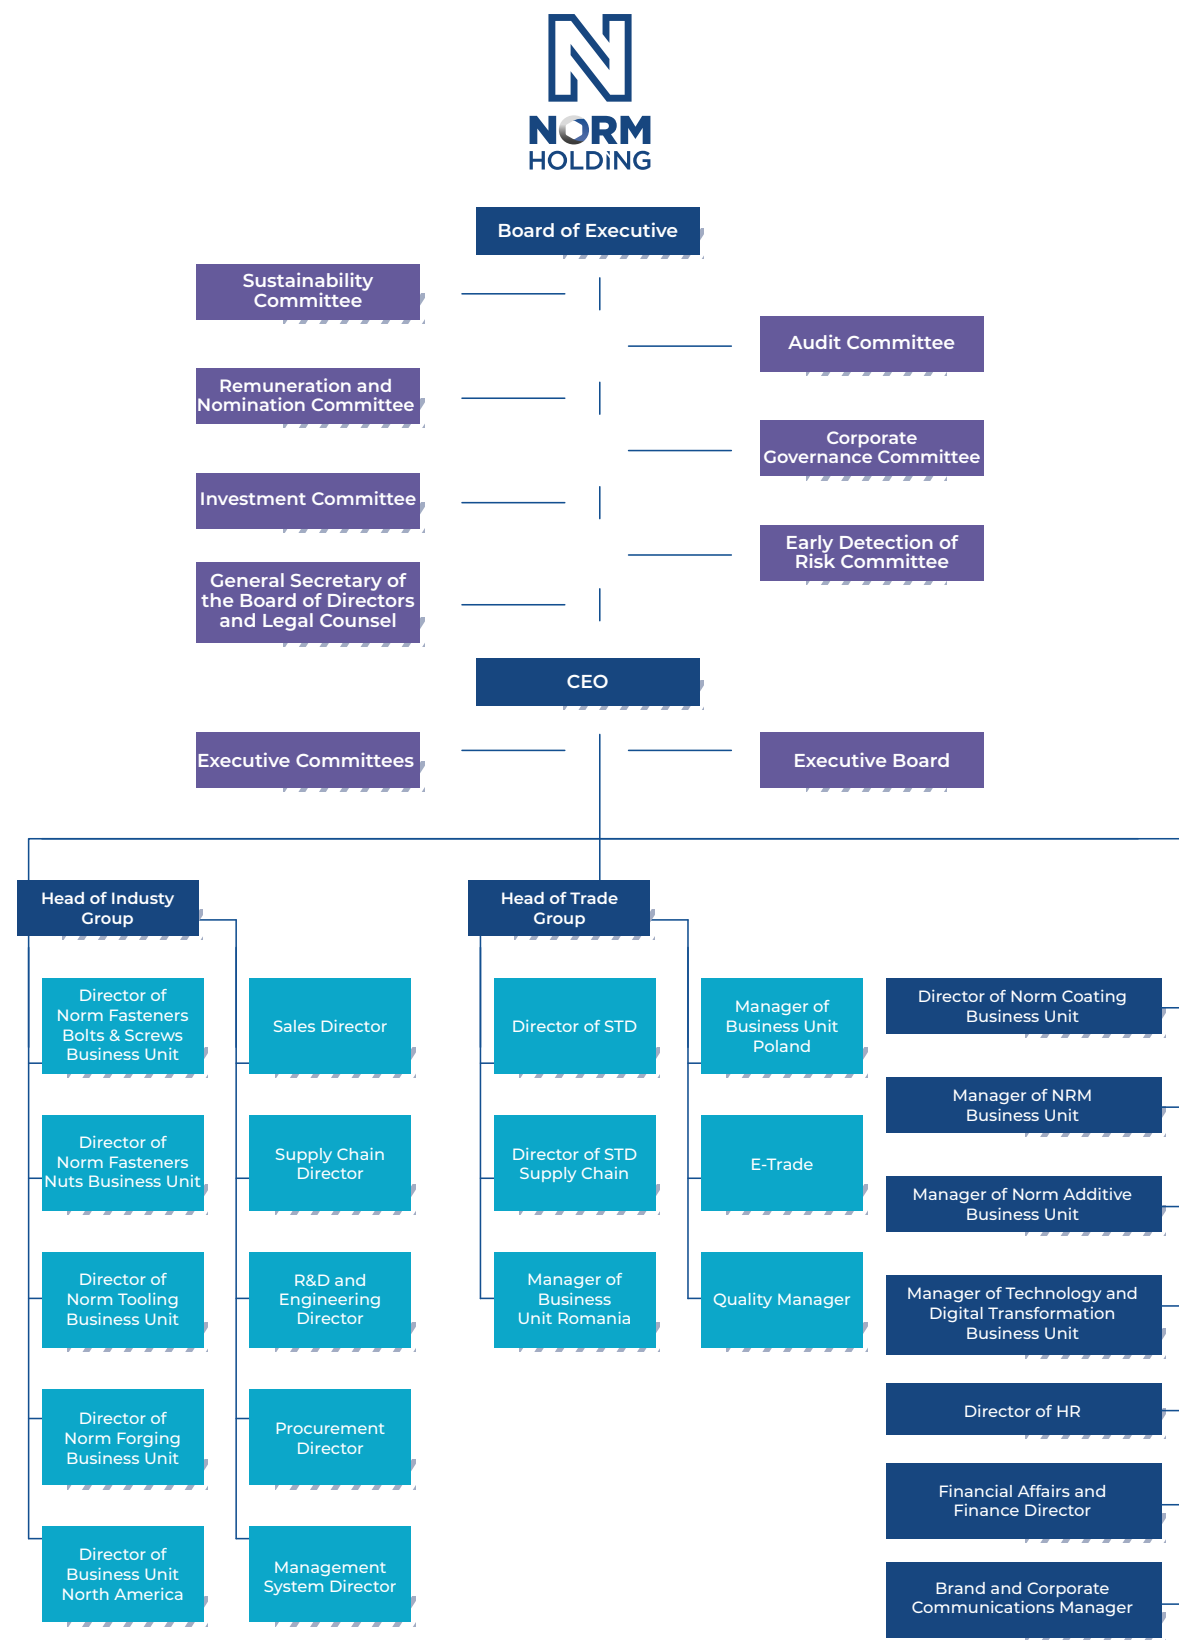 N
NORM
HOLDİNG
Board of Executive
Sustainability
Committee
Audit Committee
Remuneration and
Nomination Committee
Corporate
Governance Committee
Investment Committee
Early Detection of
Risk Committee
General Secretary of
the Board of Directors
and Legal Counsel
CEO
Executive Committees
Executive Board
Head of Industy
Group
Director of
Norm Fasteners
Bolts & Screws
Business Unit
Director of
Norm Fasteners
Nuts Business Unit
Director of
Norm Tooling
Business Unit
Director of
Norm Forging
Business Unit
Director of
Business Unit
North America
Sales Director
Supply Chain
Director
R&D and
Engineering
Director
Procurement
Director
Management
System Director
Head of Trade
Group
Director of STD
Director of STD
Supply Chain
Manager of
Business
Unit Romania
Manager of
Business Unit
Poland
E-Trade
Quality Manager
Director of Norm Coating
Business Unit
Manager of NRM
Business Unit
Manager of Norm Additive
Business Unit
Manager of Technology and
Digital Transformation
Business Unit
Director of HR
Financial Affairs and
Finance Director
Brand and Corporate
Communications Manager